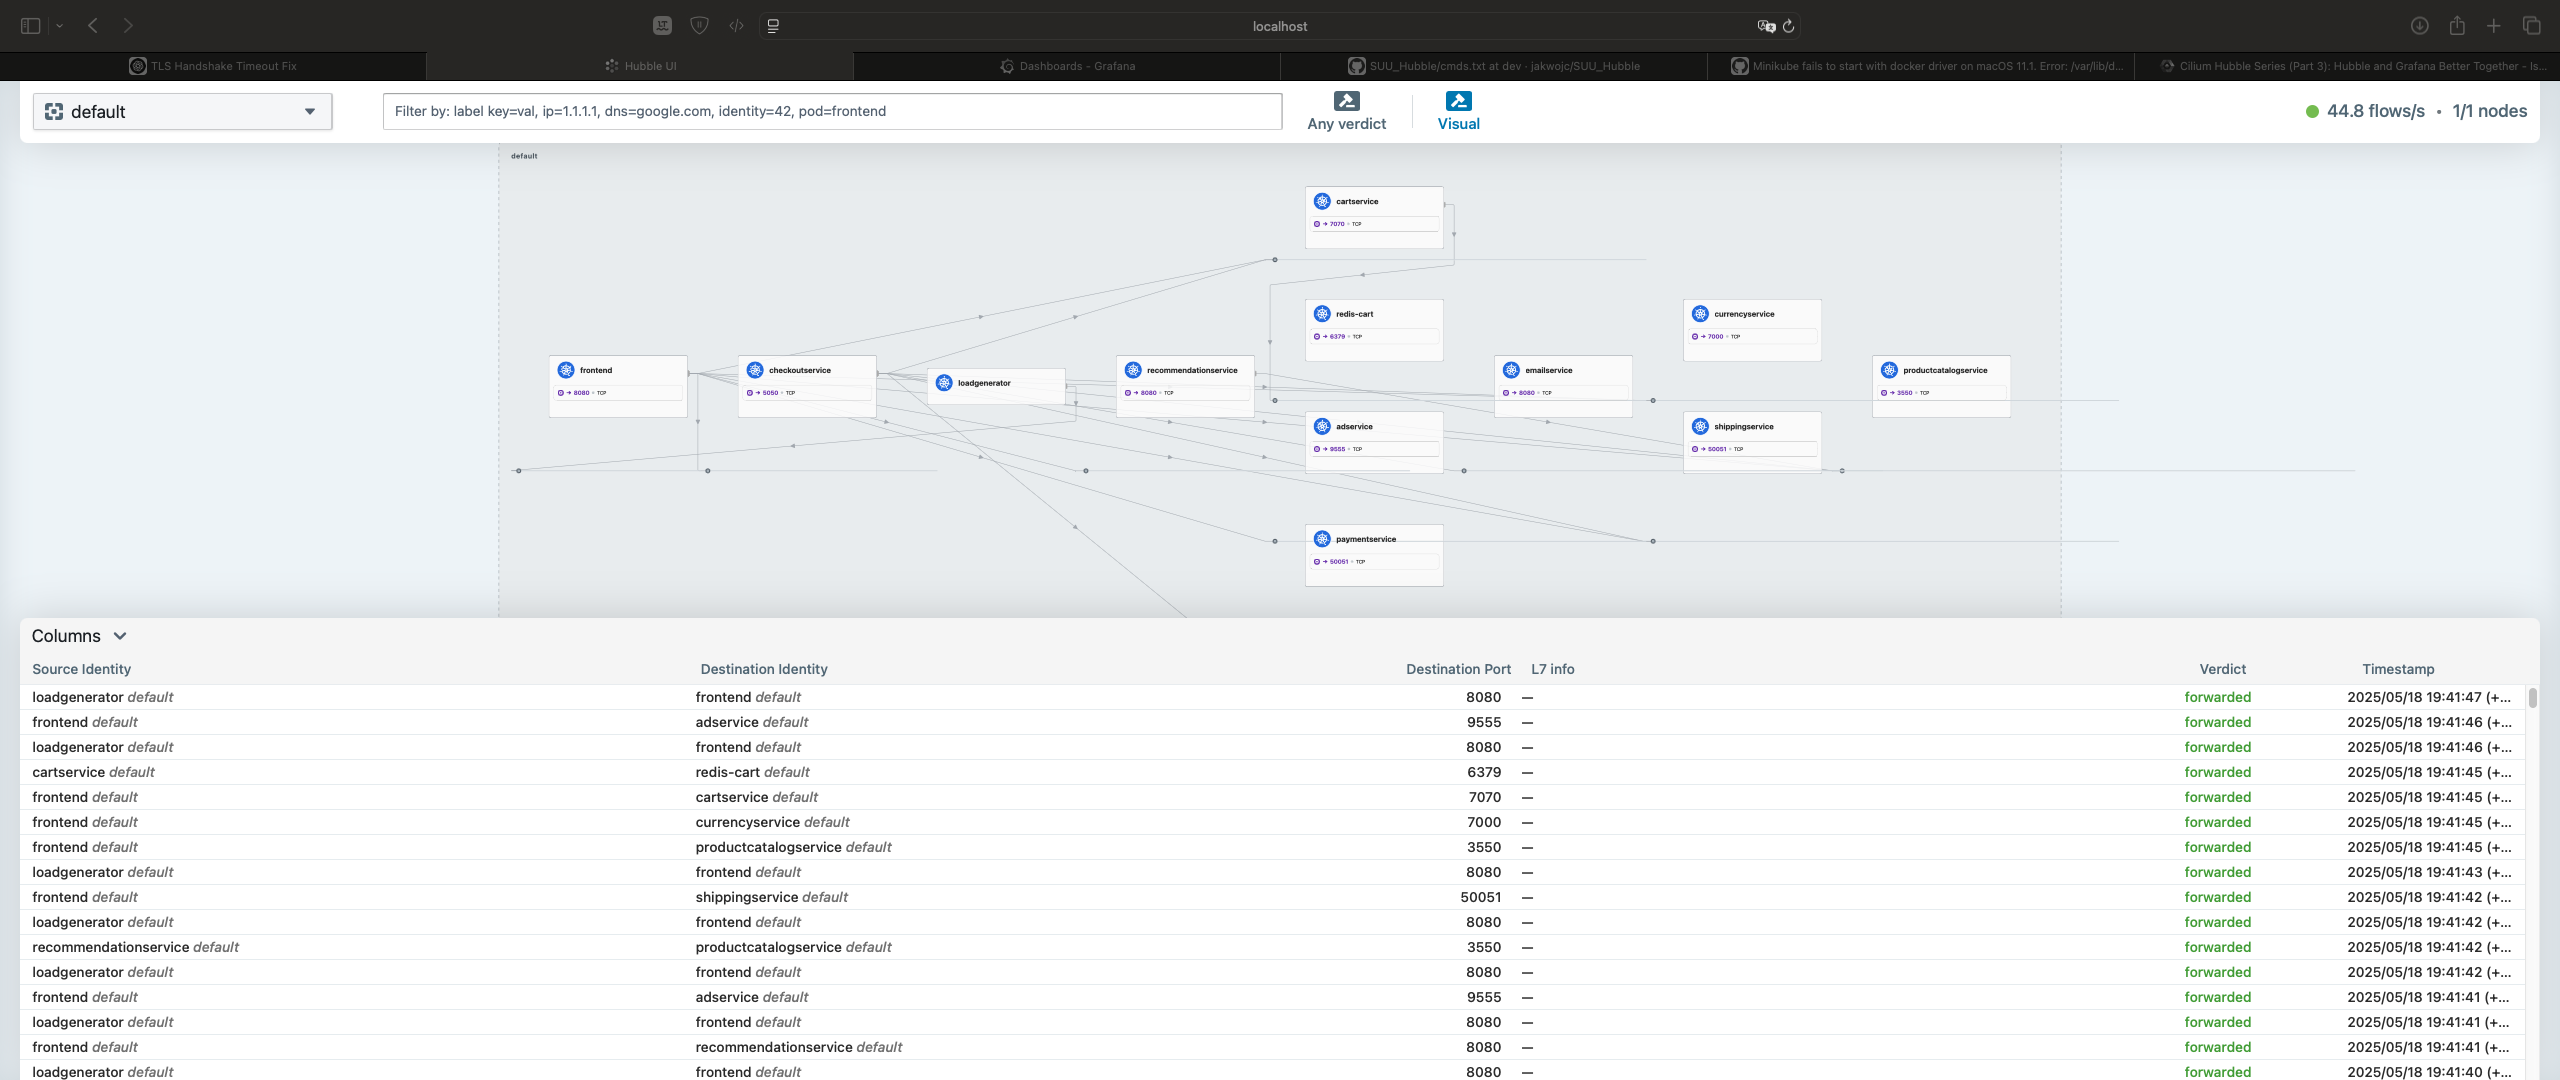 localhost
TLS Handshake Timeout Fix
Hubble UI
Dashboards - Grafana
SUU_Hubble/cmds.txt at dev · jakwojc/SUU_Hubble
Minikube fails to start with docker driver on macOS 11.1. Error: /var/lib/d...
Cilium Hubble Series (Part 3): Hubble and Grafana Better Together - Is...
default
Filter by: label key=val, ip=1.1.1.1, dns=google.com, identity=42, pod=frontend
Any verdict
Visual
44.8 flows/s • 1/1 nodes
default
cartservice
→ 7070 • TCP
redis-cart
→ 6379 • TCP
currencyservice
→ 7000 • TCP
frontend
→ 8080 • TCP
checkoutservice
→ 5050 • TCP
loadgenerator
recommendationservice
→ 8080 • TCP
emailservice
→ 8080 • TCP
productcatalogservice
→ 3550 • TCP
adservice
→ 9555 • TCP
shippingservice
→ 50051 • TCP
paymentservice
→ 50051 • TCP
Columns
Source Identity Destination Identity Destination Port L7 info Verdict Timestamp
loadgenerator default frontend default 8080 — forwarded 2025/05/18 19:41:47 (+...
frontend default adservice default 9555 — forwarded 2025/05/18 19:41:46 (+...
loadgenerator default frontend default 8080 — forwarded 2025/05/18 19:41:46 (+...
cartservice default redis-cart default 6379 — forwarded 2025/05/18 19:41:45 (+...
frontend default cartservice default 7070 — forwarded 2025/05/18 19:41:45 (+...
frontend default currencyservice default 7000 — forwarded 2025/05/18 19:41:45 (+...
frontend default productcatalogservice default 3550 — forwarded 2025/05/18 19:41:45 (+...
loadgenerator default frontend default 8080 — forwarded 2025/05/18 19:41:43 (+...
frontend default shippingservice default 50051 — forwarded 2025/05/18 19:41:42 (+...
loadgenerator default frontend default 8080 — forwarded 2025/05/18 19:41:42 (+...
recommendationservice default productcatalogservice default 3550 — forwarded 2025/05/18 19:41:42 (+...
loadgenerator default frontend default 8080 — forwarded 2025/05/18 19:41:42 (+...
frontend default adservice default 9555 — forwarded 2025/05/18 19:41:41 (+...
loadgenerator default frontend default 8080 — forwarded 2025/05/18 19:41:41 (+...
frontend default recommendationservice default 8080 — forwarded 2025/05/18 19:41:41 (+...
loadgenerator default frontend default 8080 — forwarded 2025/05/18 19:41:40 (+...